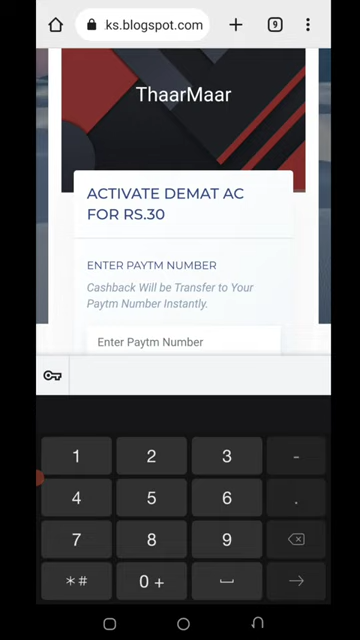 ks.blogspot.com
9
ThaarMaar
ACTIVATE DEMAT AC
FOR RS.30
ENTER PAYTM NUMBER
Cashback Will be Transfer to Your
Paytm Number Instantly.
Enter Paytm Number
1 2 3 -
4 5 6 .
7 8 9
*# 0 +